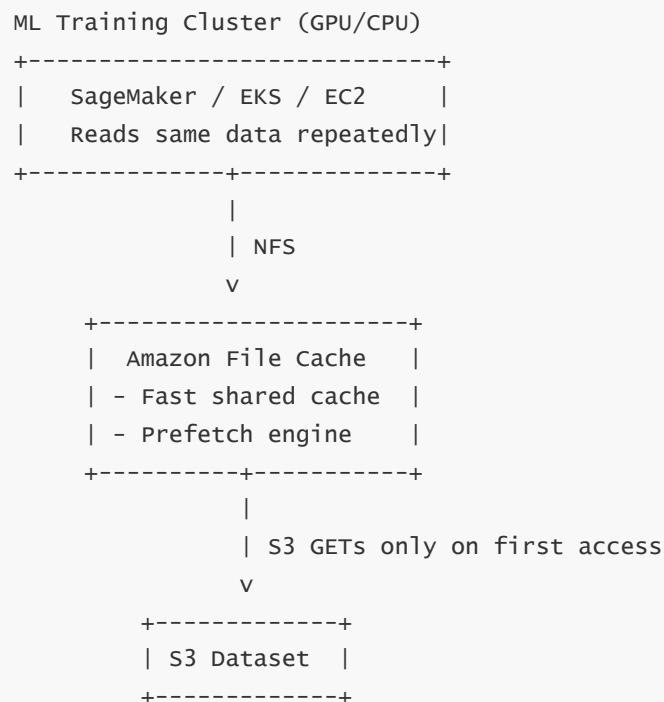 ML Training Cluster (GPU/CPU)
+-----------------------------+
|   SageMaker / EKS / EC2     |
|   Reads same data repeatedly|
+--------------+--------------+
               |
               | NFS
               v
     +----------------------+
     |  Amazon File Cache   |
     | - Fast shared cache  |
     | - Prefetch engine    |
     +----------+-----------+
                |
                | S3 GETs only on first access
                v
         +-------------+
         | S3 Dataset  |
         +-------------+